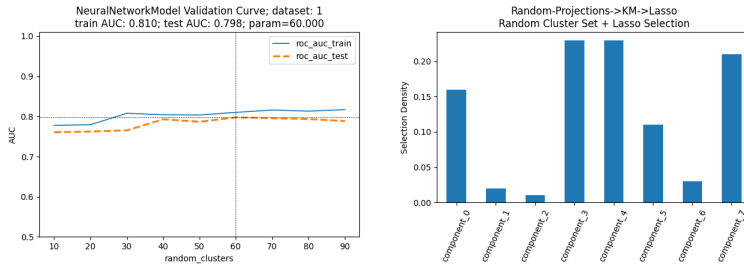 NeuralNetworkModel Validation Curve; dataset: 1
train AUC: 0.810; test AUC: 0.798; param=60.000
1.0
0.9
0.8
0.7
0.6
0.5
AUC
roc_auc_train
roc_auc_test
10 20 30 40 50 60 70 80 90
random_clusters
Random-Projections->KM->Lasso
Random Cluster Set + Lasso Selection
0.20
0.15
0.10
0.05
0.00
Selection Density
component_0
component_1
component_2
component_3
component_4
component_5
component_6
component_7